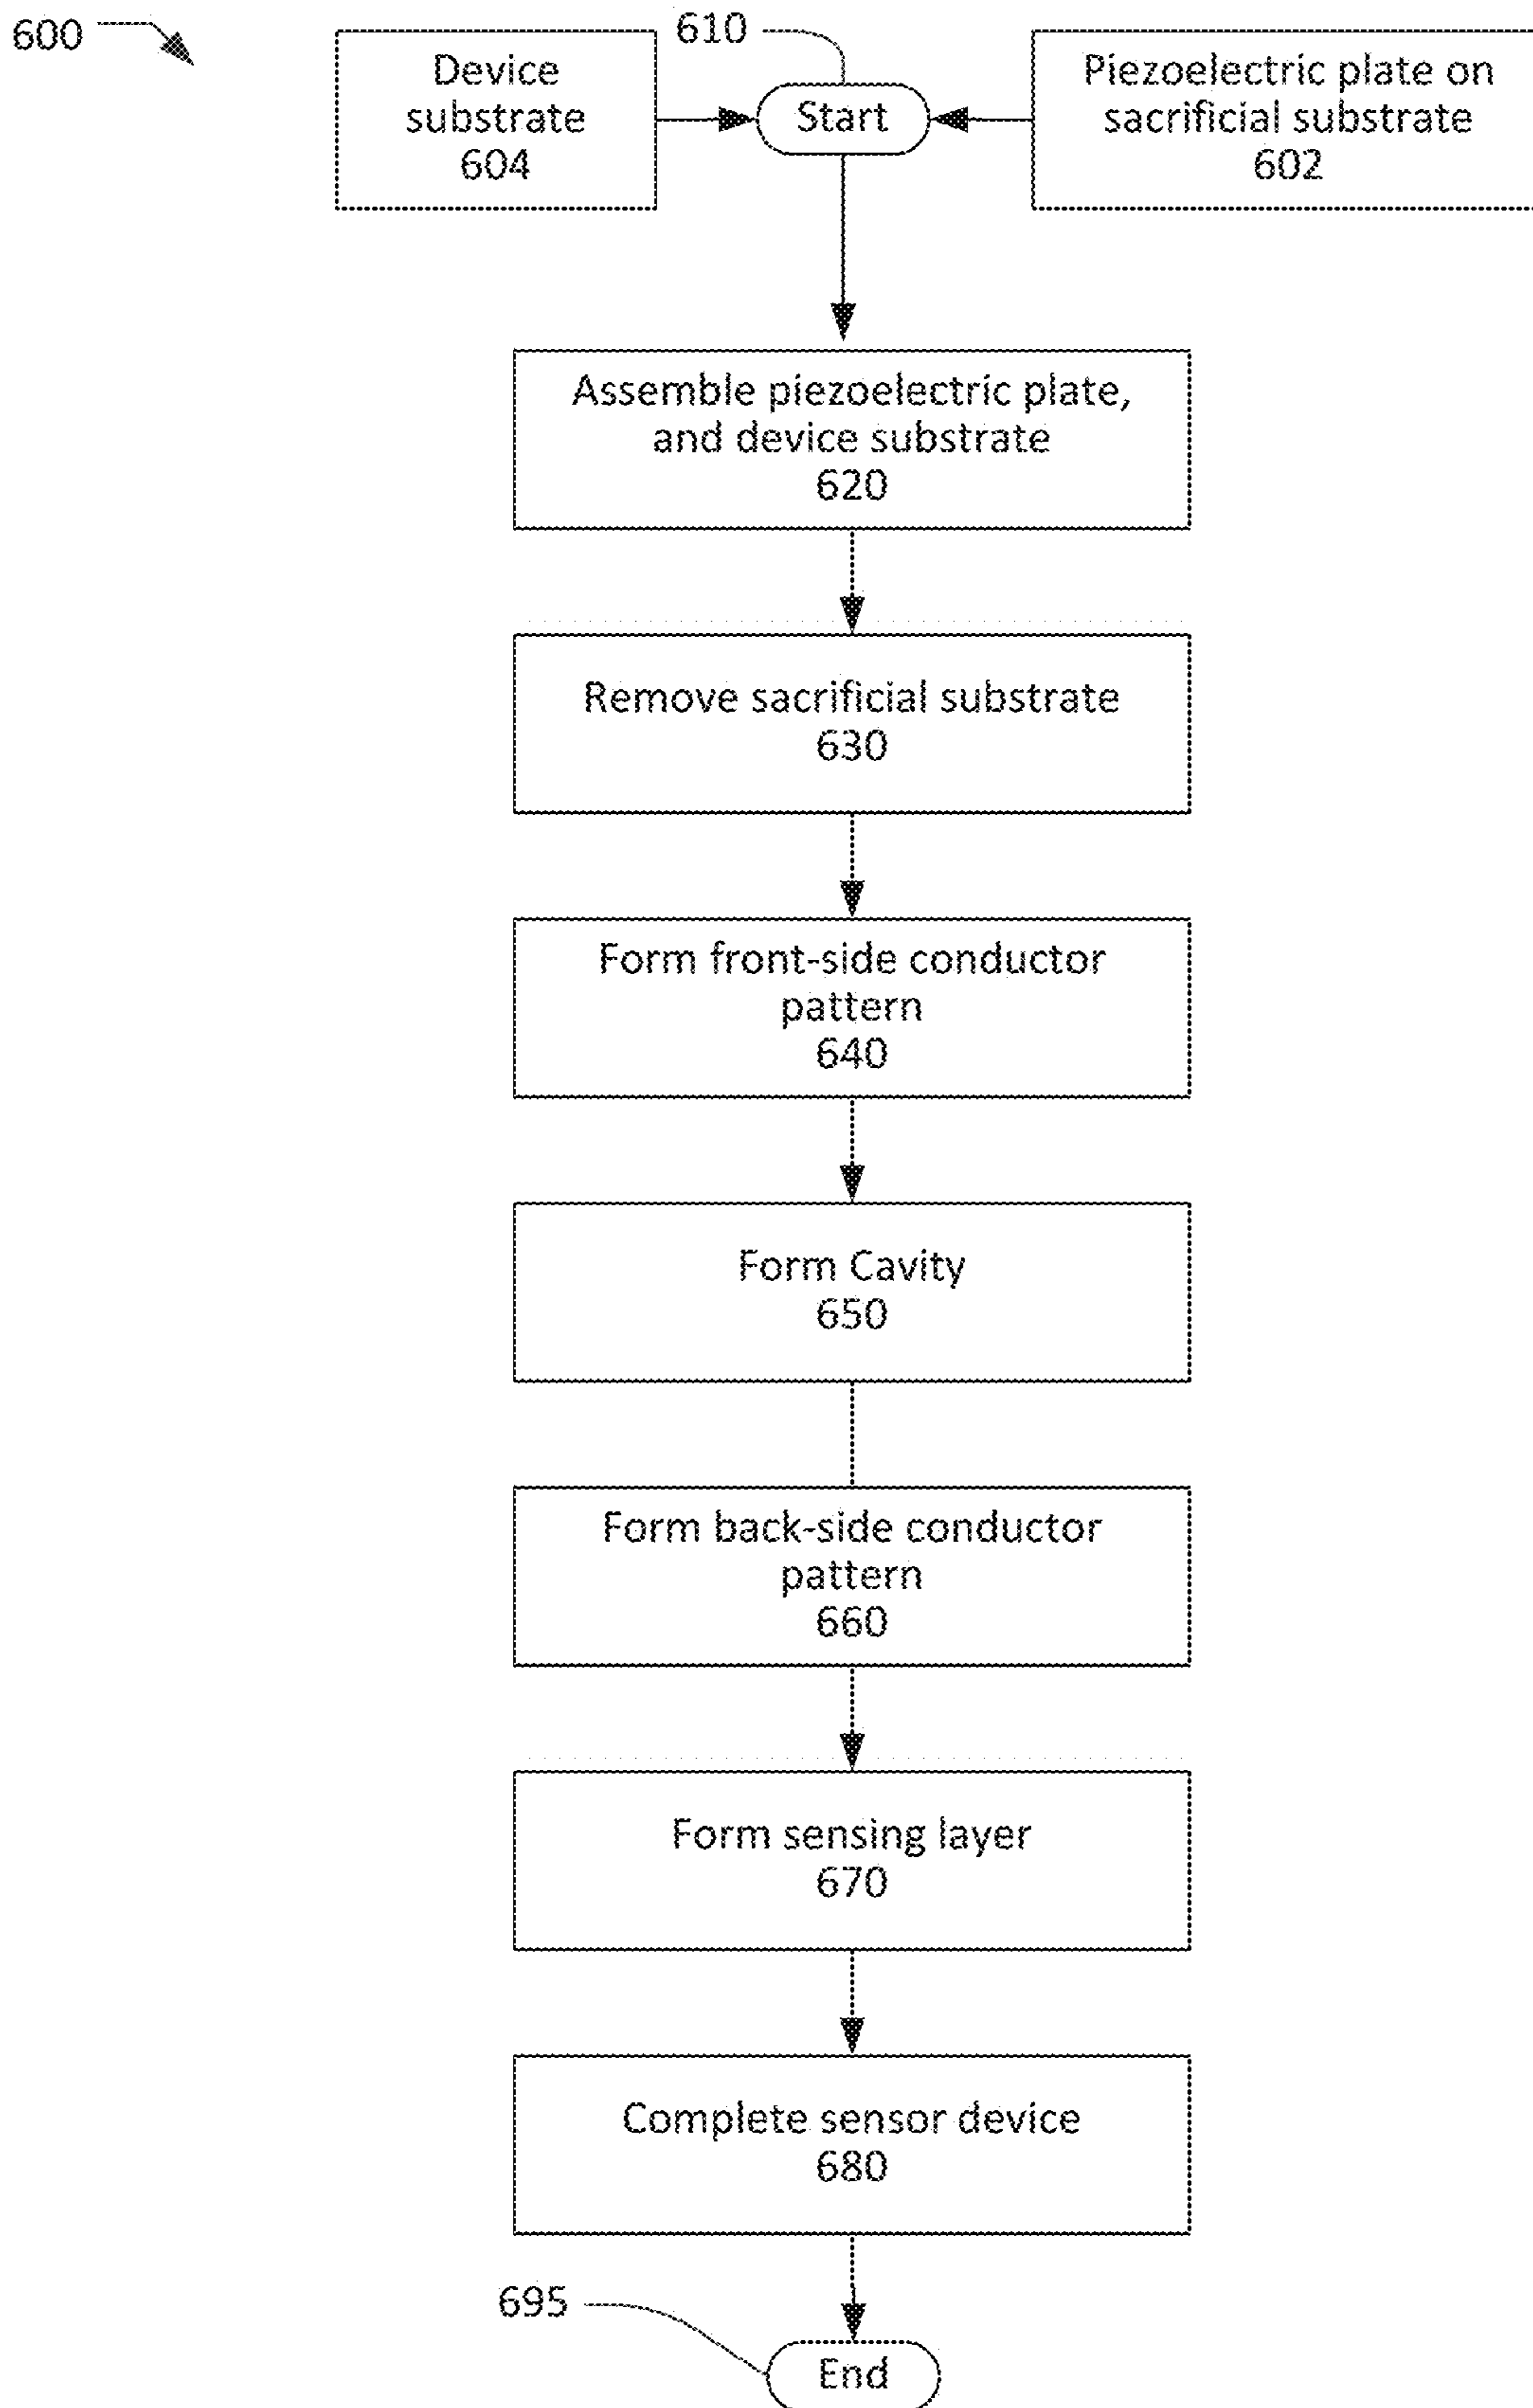 600
610
Device
substrate
604
Start
Piezoelectric plate on
sacrificial substrate
602
Assemble piezoelectric plate,
and device substrate
620
Remove sacrificial substrate
630
Form front-side conductor
pattern
640
Form Cavity
650
Form back-side conductor
pattern
660
Form sensing layer
670
Complete sensor device
680
695
End